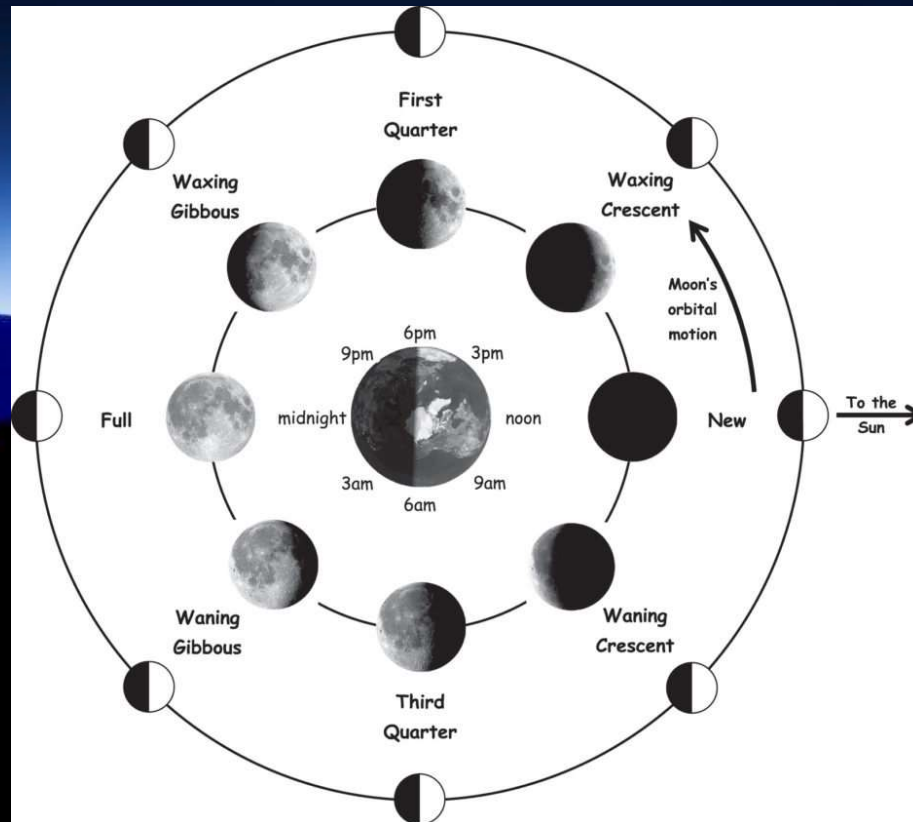 First
Quarter
Waxing
Gibbous
Waxing
Crescent
Moon's
orbital
motion
6pm
9pm
3pm
Full
midnight
noon
New
To the
Sun
3am
9am
6am
Waning
Gibbous
Waning
Crescent
Third
Quarter